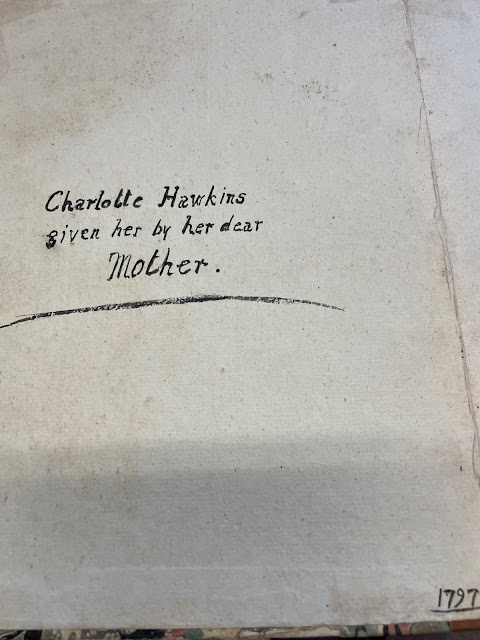 Charlotte Hawkins
given her by her dear
Mother.
1797